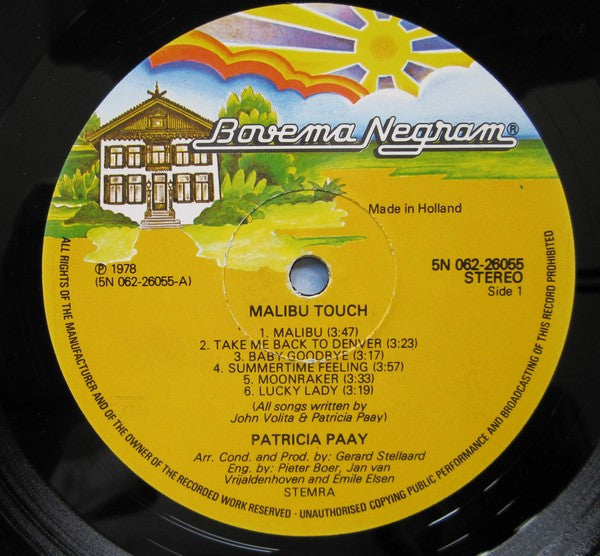 Bovema Negram®
Made in Holland
℗ 1978
(5N 062-26055-A)
5N 062-26055
STEREO
Side 1
MALIBU TOUCH
1. MALIBU (3:47)
2. TAKE ME BACK TO DENVER (3:23)
3. BABY GOODBYE (3:17)
4. SUMMERTIME FEELING (3:57)
5. MOONRAKER (3:33)
6. LUCKY LADY (3:19)
(All songs written by
John Volita & Patricia Paay)
PATRICIA PAAY
Arr. Cond. and Prod. by: Gerard Stellaard
Eng. by: Pieter Boer, Jan van
Vrijaldenhoven and Emile Elsen
STEMRA
ALL RIGHTS OF THE MANUFACTURER AND OF THE OWNER OF THE RECORDED WORK RESERVED · UNAUTHORISED COPYING PUBLIC PERFORMANCE AND BROADCASTING OF THIS RECORD PROHIBITED